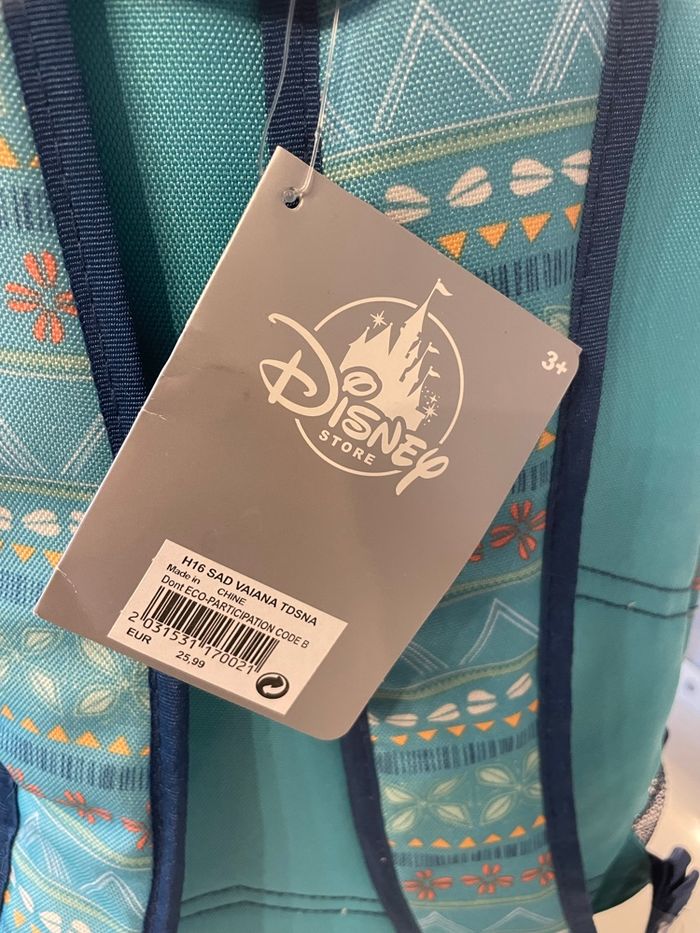 3+
DISNEY
STORE
H16 SAD VAIANA TDSNA
Made in CHINE
Dont ECO-PARTICIPATION CODE B
2 031531 170021
EUR 25,99